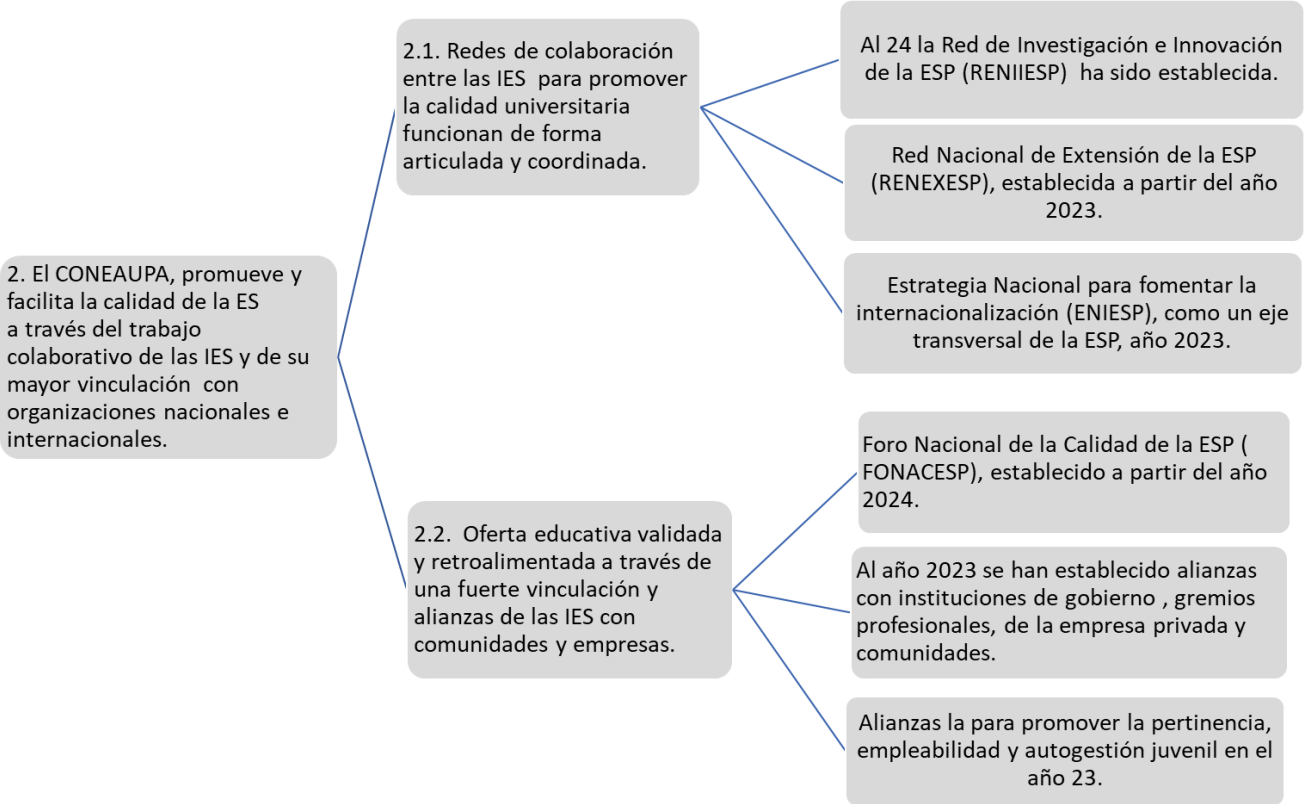 2. El CONEAUPA, promueve y
facilita la calidad de la ES
a través del trabajo
colaborativo de las IES y de su
mayor vinculación con
organizaciones nacionales e
internacionales.
2.1. Redes de colaboración
entre las IES para promover
la calidad universitaria
funcionan de forma
articulada y coordinada.
Al 24 la Red de Investigación e Innovación
de la ESP (RENIIESP) ha sido establecida.
Red Nacional de Extensión de la ESP
(RENEXESP), establecida a partir del año
2023.
Estrategia Nacional para fomentar la
internacionalización (ENIESP), como un eje
transversal de la ESP, año 2023.
2.2. Oferta educativa validada
y retroalimentada a través de
una fuerte vinculación y
alianzas de las IES con
comunidades y empresas.
Foro Nacional de la Calidad de la ESP (
FONACESP), establecido a partir del año
2024.
Al año 2023 se han establecido alianzas
con instituciones de gobierno , gremios
profesionales, de la empresa privada y
comunidades.
Alianzas la para promover la pertinencia,
empleabilidad y autogestión juvenil en el
año 23.